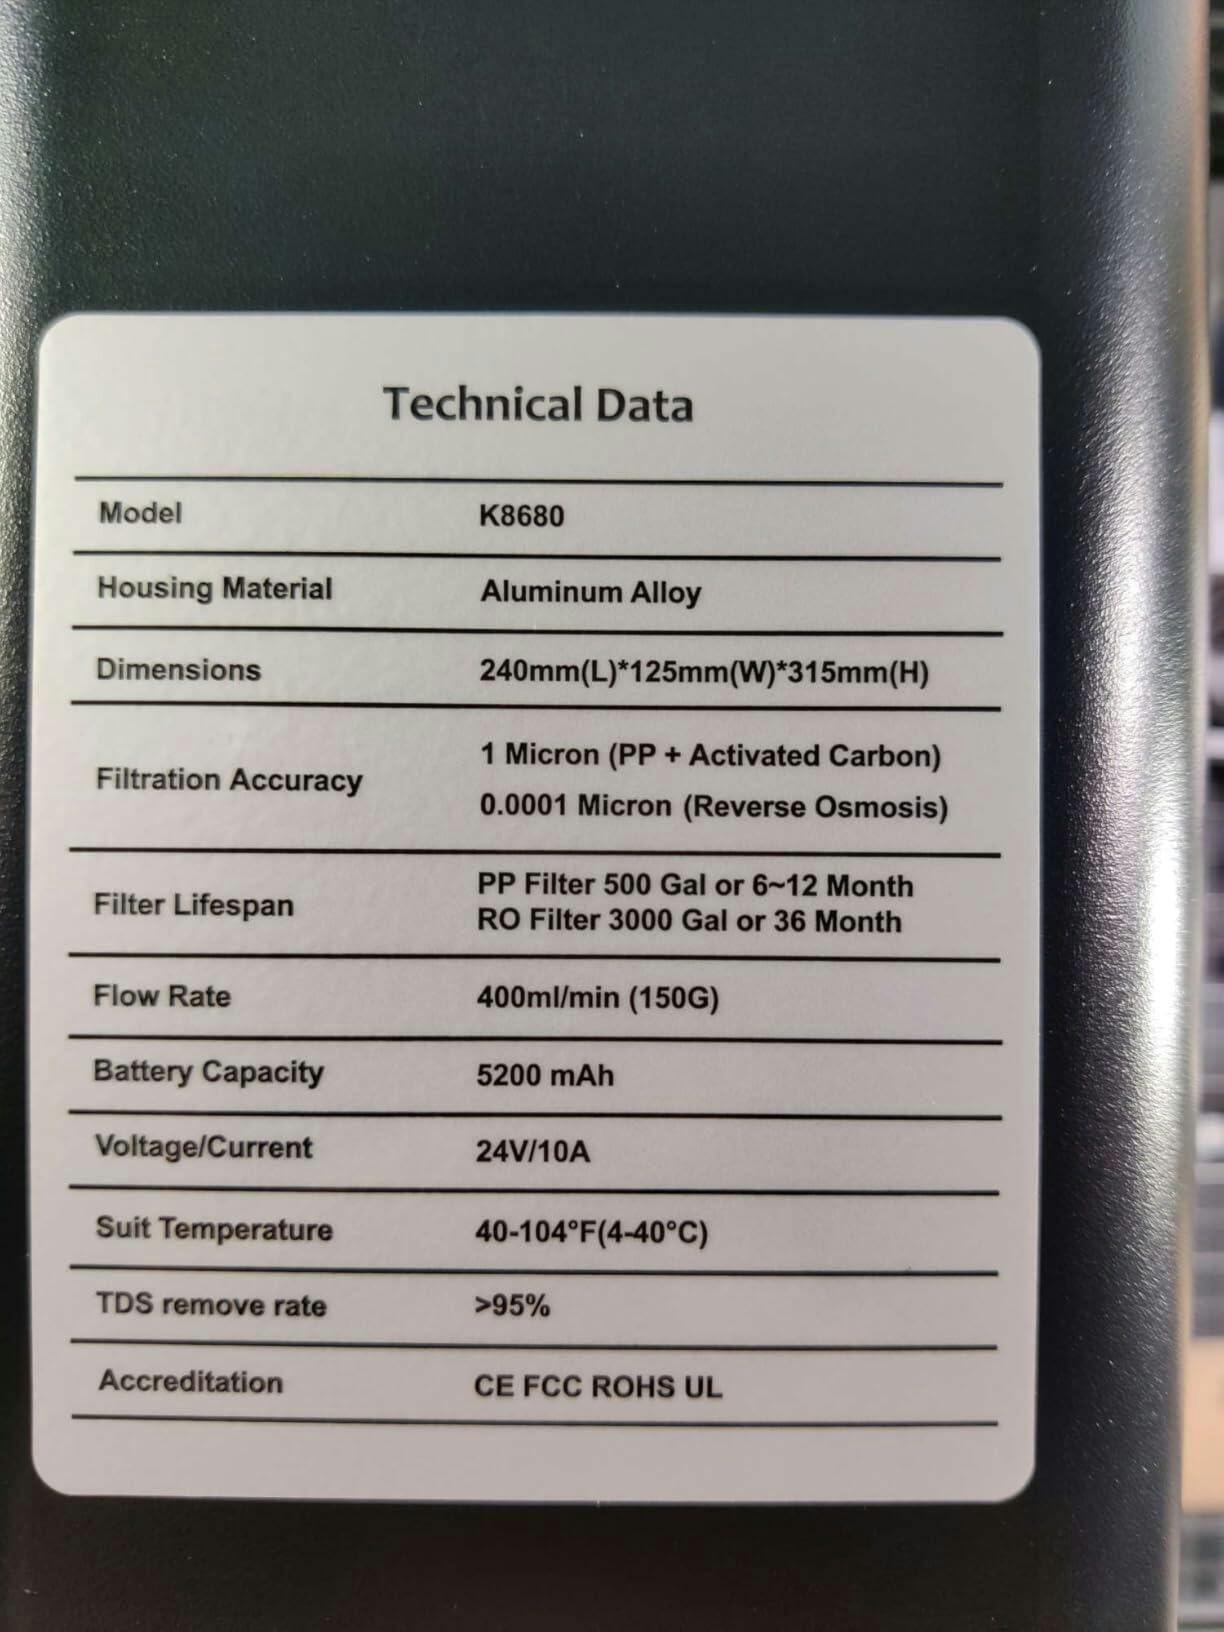 Technical Data
Model K8680
Housing Material Aluminum Alloy
Dimensions 240mm(L)*125mm(W)*315mm(H)
Filtration Accuracy 1 Micron (PP + Activated Carbon)
0.0001 Micron (Reverse Osmosis)
Filter Lifespan PP Filter 500 Gal or 6~12 Month
RO Filter 3000 Gal or 36 Month
Flow Rate 400ml/min (150G)
Battery Capacity 5200 mAh
Voltage/Current 24V/10A
Suit Temperature 40-104°F(4-40°C)
TDS remove rate >95%
Accreditation CE FCC ROHS UL